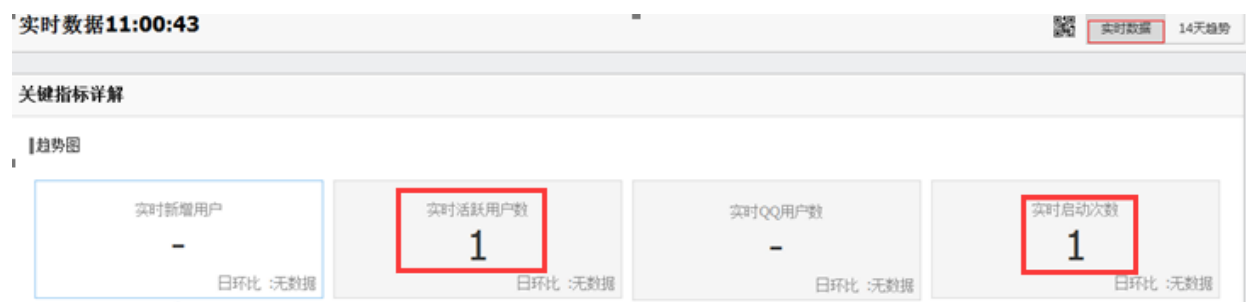 实时数据11:00:43
实时数据 14天趋势
关键指标详解
趋势图
实时新增用户
-
日环比 :无数据
实时活跃用户数
1
日环比 :无数据
实时QQ用户数
-
日环比 :无数据
实时启动次数
1
日环比 :无数据